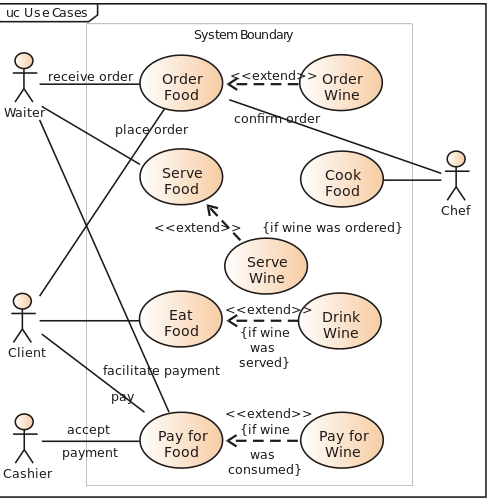 uc Use Cases
System Boundary
receive order
Order
Food
<<extend>>
Order
Wine
Waiter
confirm order
place order
Serve
Food
Cook
Food
Chef
<<extend>>
{if wine was ordered}
Serve
Wine
Eat
Food
<<extend>>
{if wine
was
served}
Drink
Wine
Client
facilitate payment
pay
<<extend>>
{if wine
was
consumed}
accept
payment
Pay for
Food
Pay for
Wine
Cashier